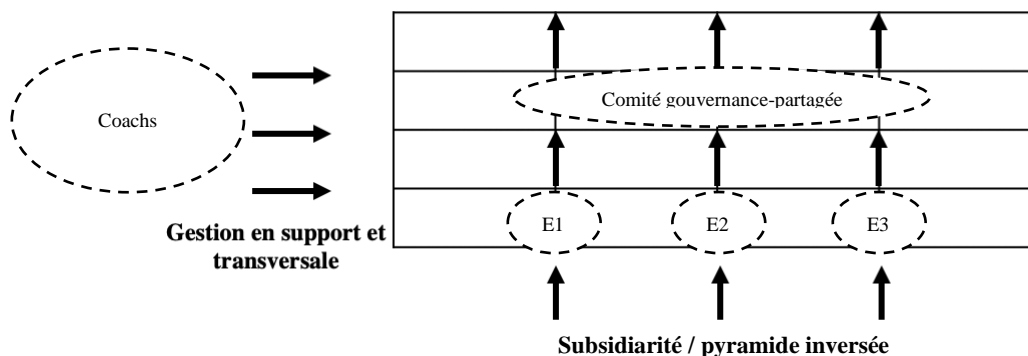 Comité gouvernance-partagée
Coachs
E1
E2
E3
Gestion en support et
transversale
Subsidiarité / pyramide inversée